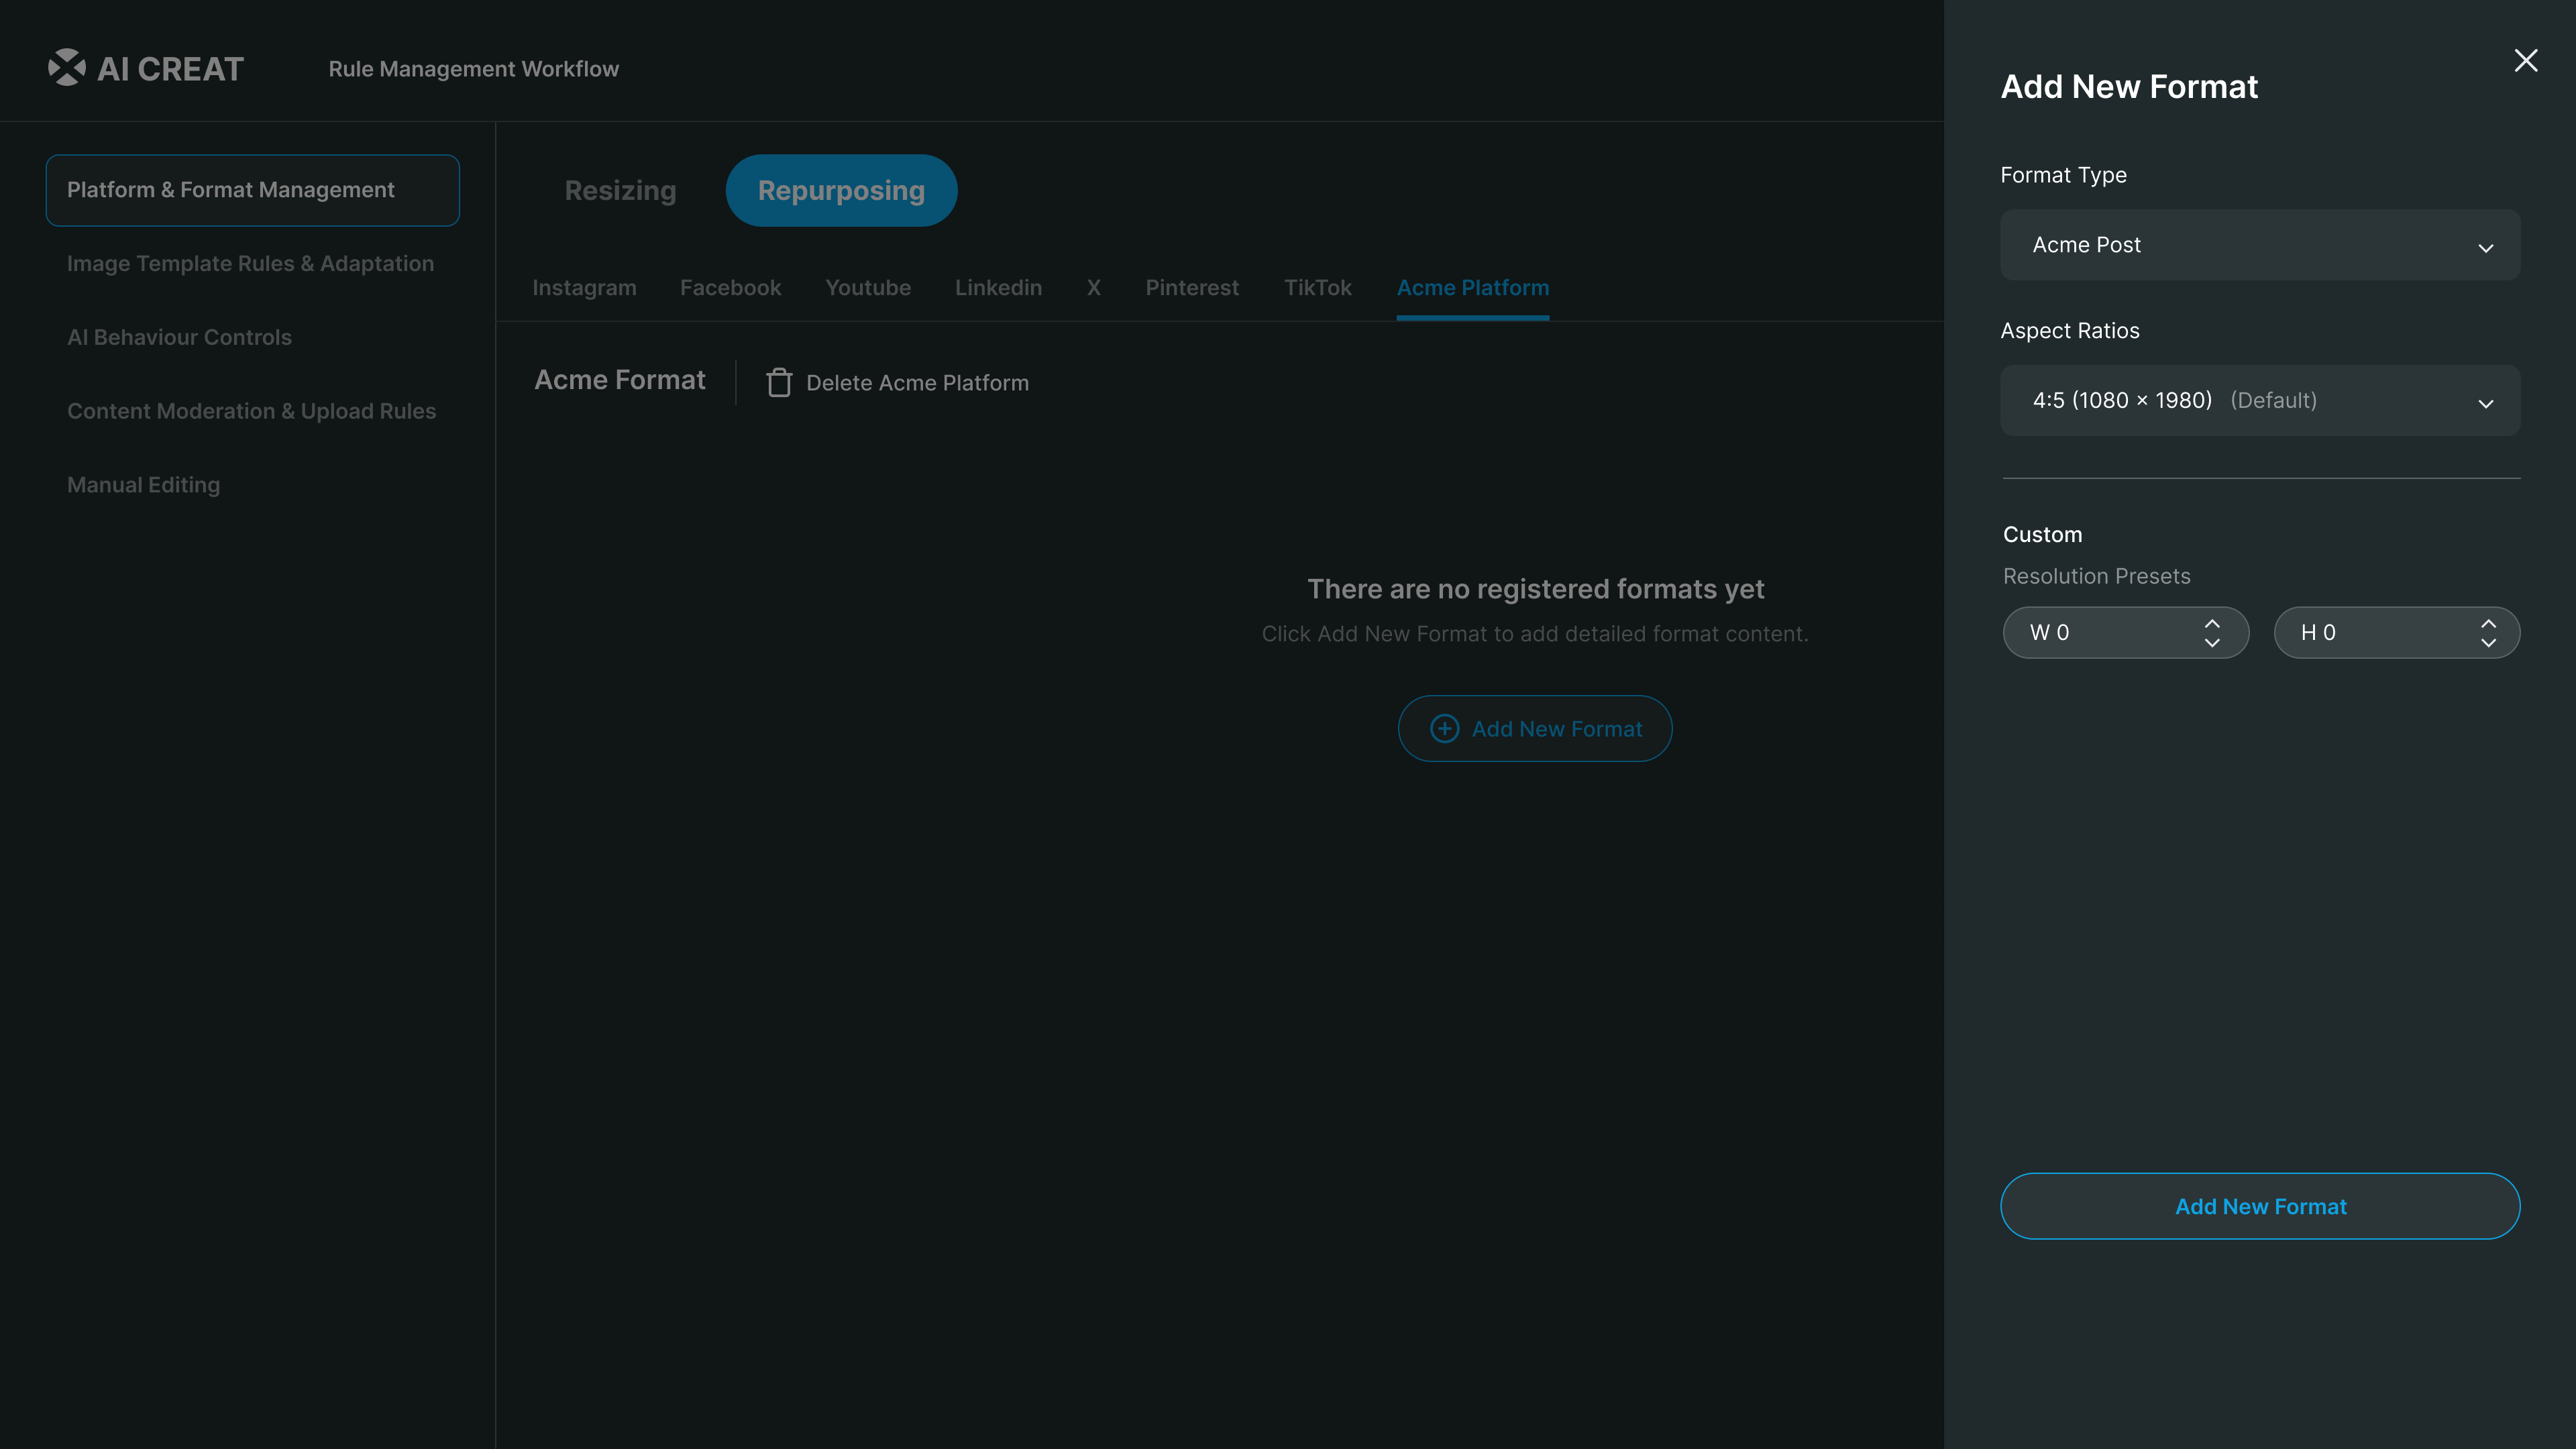 AI CREAT
Rule Management Workflow
Platform & Format Management
Image Template Rules & Adaptation
AI Behaviour Controls
Content Moderation & Upload Rules
Manual Editing
Resizing
Repurposing
Instagram
Facebook
Youtube
Linkedin
X
Pinterest
TikTok
Acme Platform
Acme Format
Delete Acme Platform
There are no registered formats yet
Click Add New Format to add detailed format content.
Add New Format
Add New Format
Format Type
Acme Post
Aspect Ratios
4:5 (1080 × 1980) (Default)
Custom
Resolution Presets
W 0
H 0
Add New Format